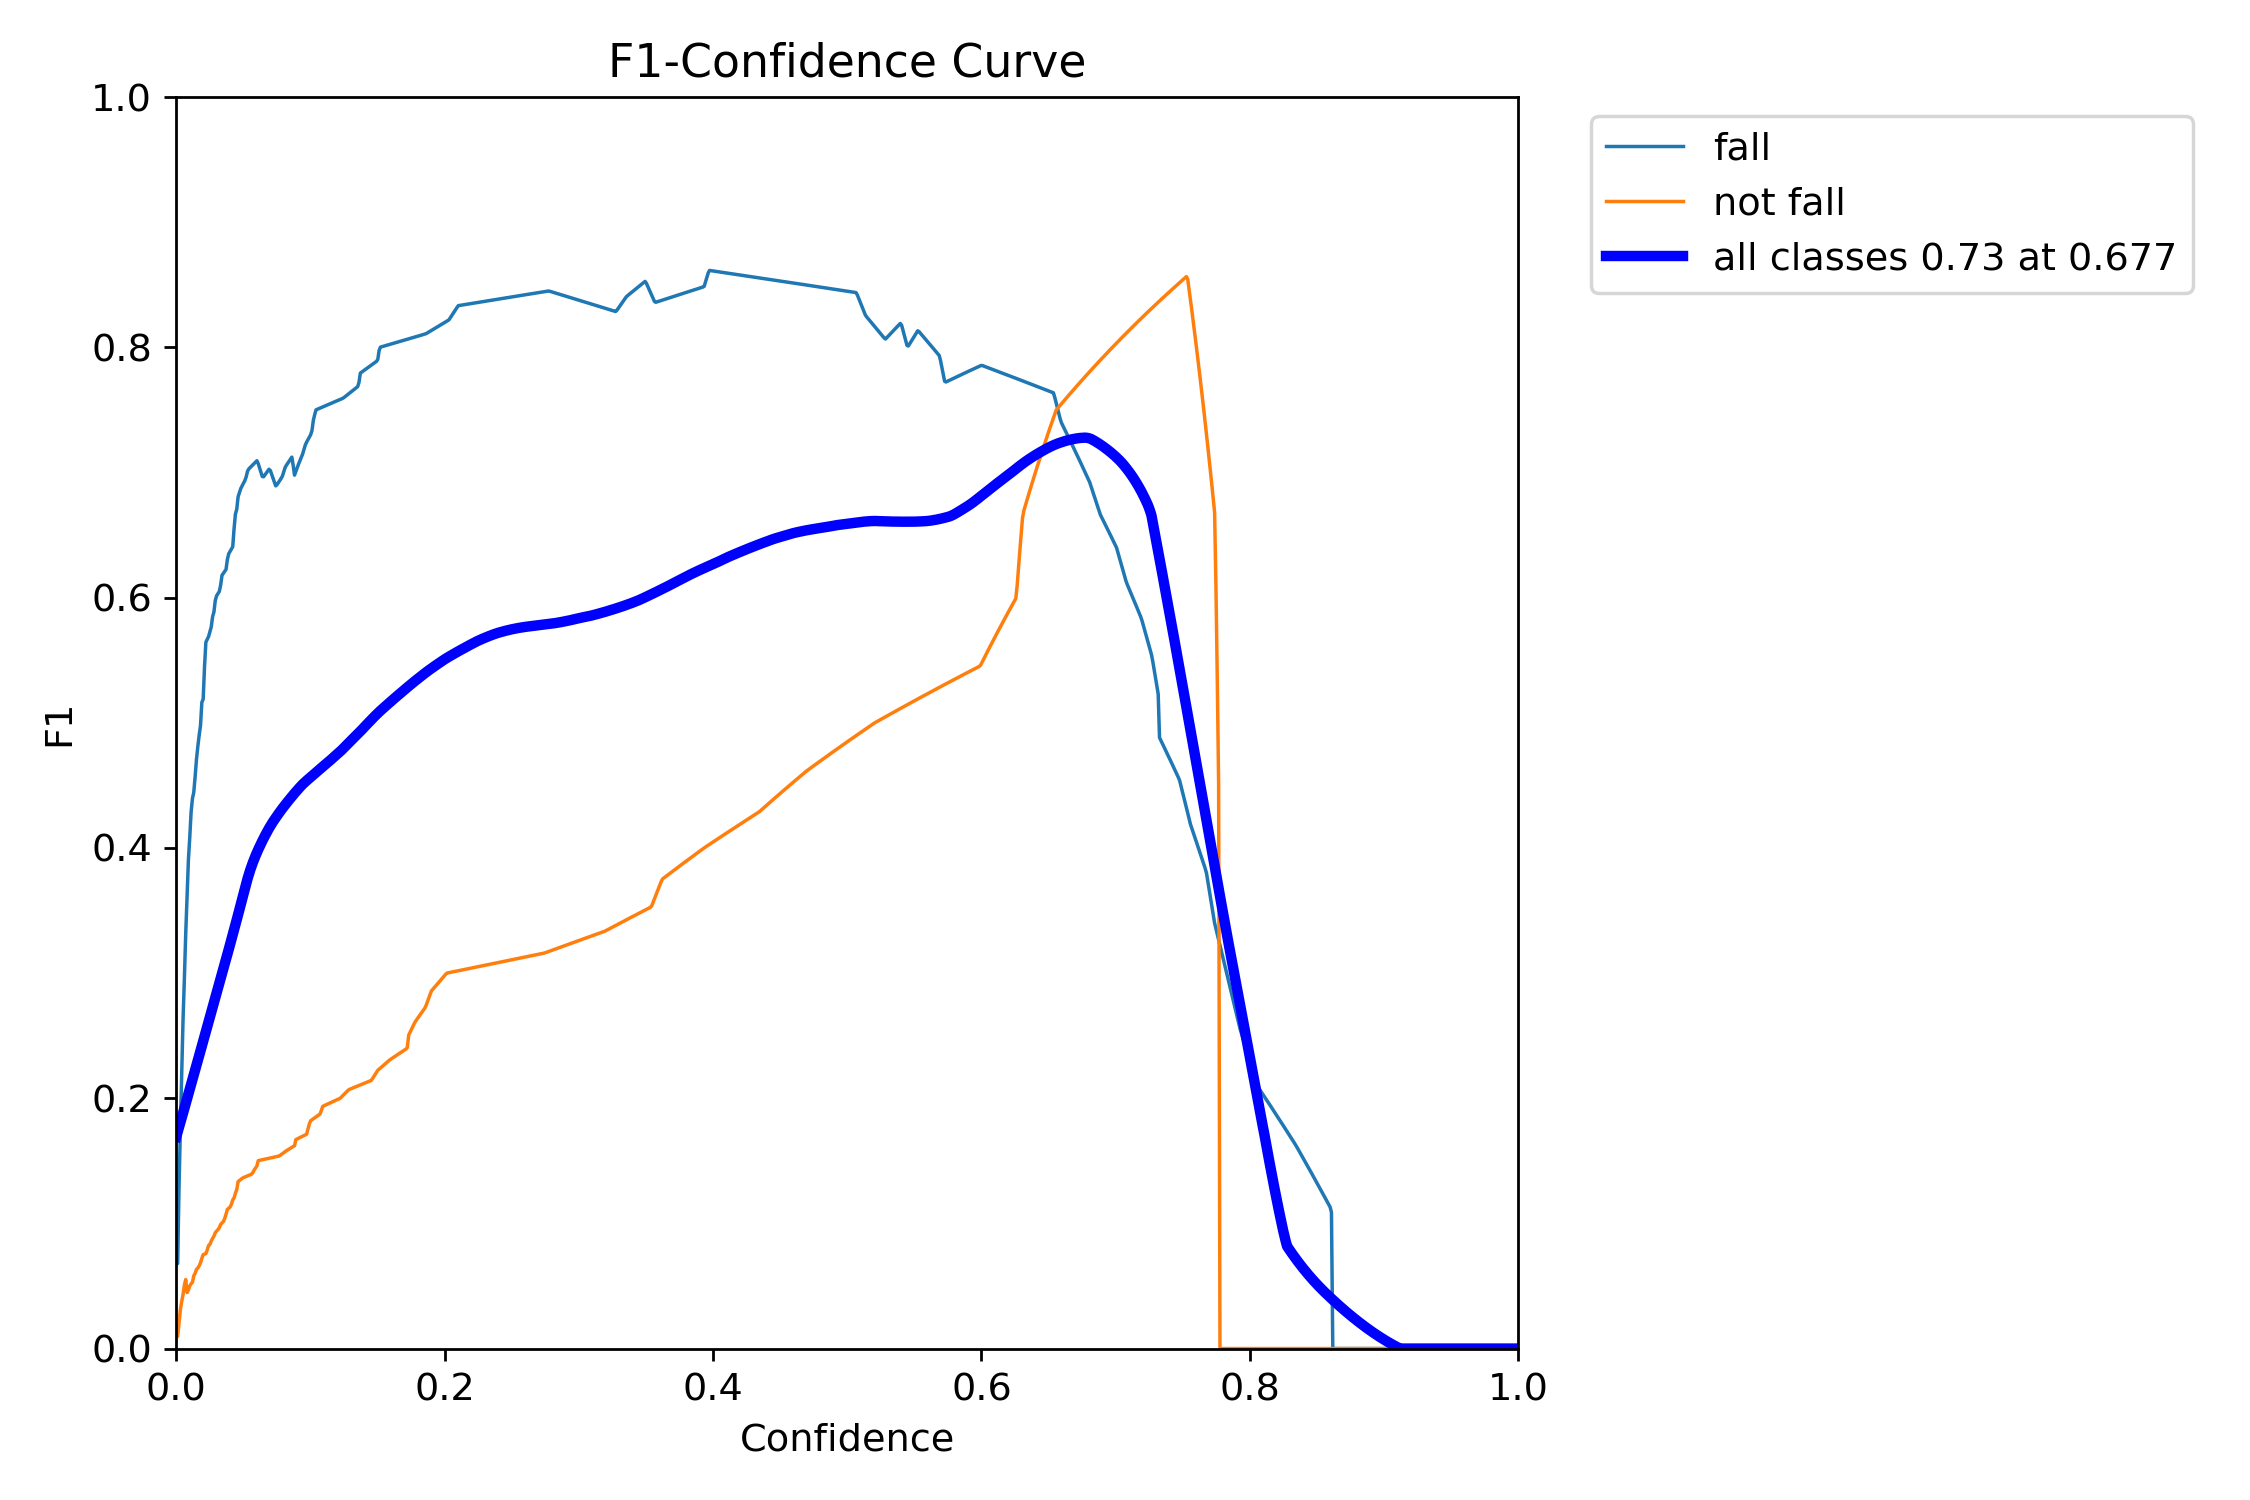 F1-Confidence Curve
fall
not fall
all classes 0.73 at 0.677
1.0
0.8
0.6
0.4
0.2
0.0
F1
0.0 0.2 0.4 0.6 0.8 1.0
Confidence